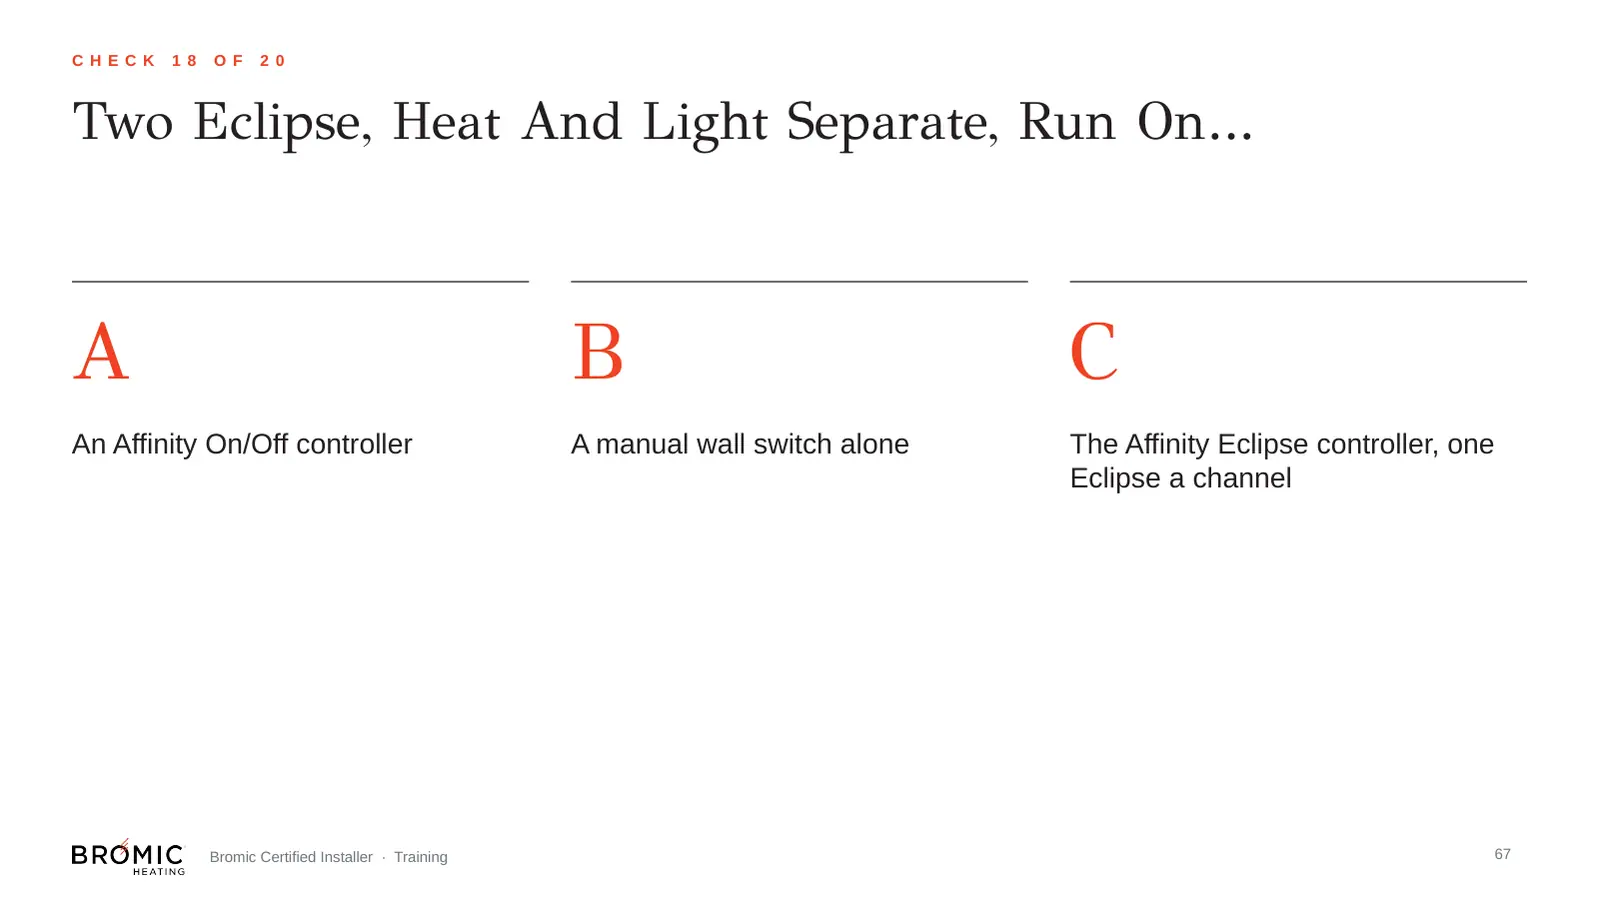 CHECK 18 OF 20
Two Eclipse, Heat And Light Separate, Run On...
A
An Affinity On/Off controller
B
A manual wall switch alone
C
The Affinity Eclipse controller, one
Eclipse a channel
BROMIC
HEATING
Bromic Certified Installer · Training
67